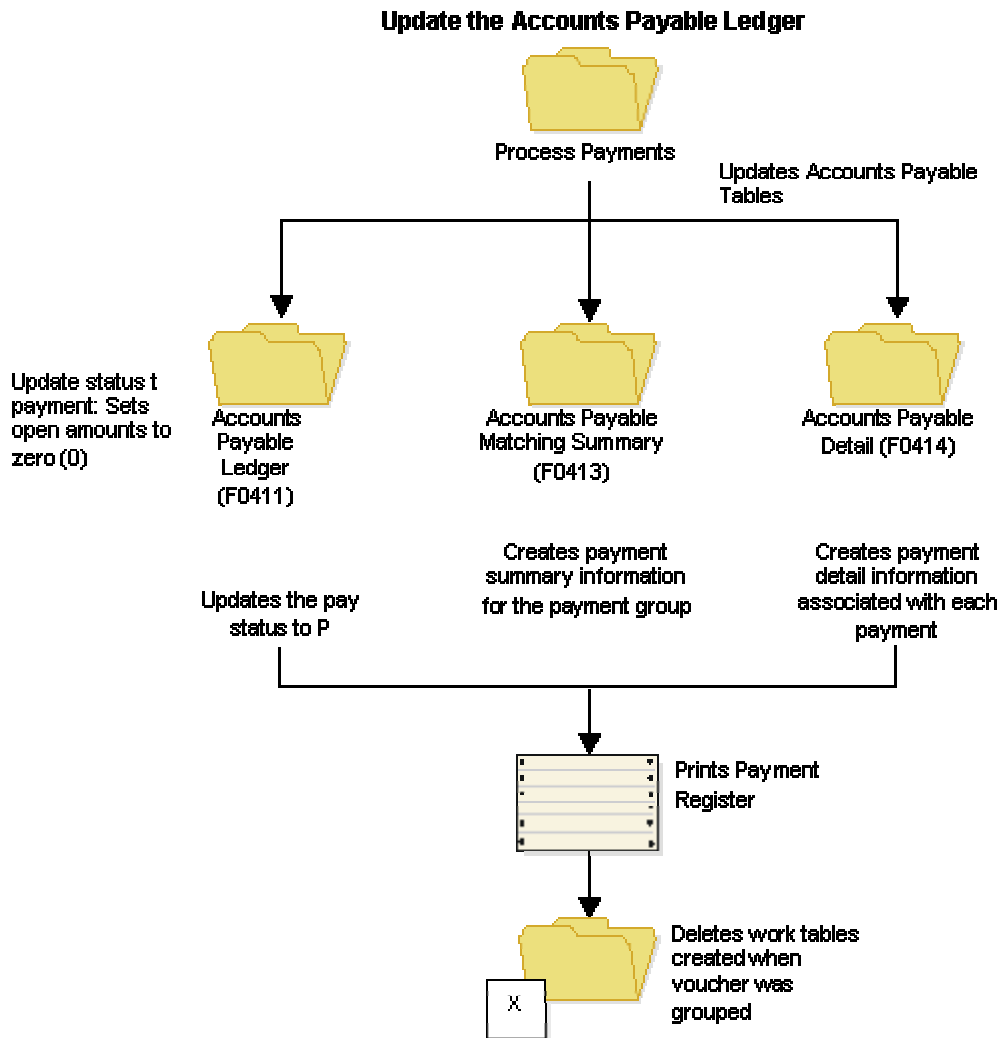 Update the Accounts Payable Ledger
Process Payments
Updates Accounts Payable
Tables
Update status t
payment: Sets
open amounts to
zero (0)
Accounts
Payable
Ledger
(F0411)
Accounts Payable
Matching Summary
(F0413)
Accounts Payable
Detail (F0414)
Updates the pay
status to P
Creates payment
summary information
for the payment group
Creates payment
detail information
associated with each
payment
Prints Payment
Register
Deletes work tables
created when
voucher was
grouped
X